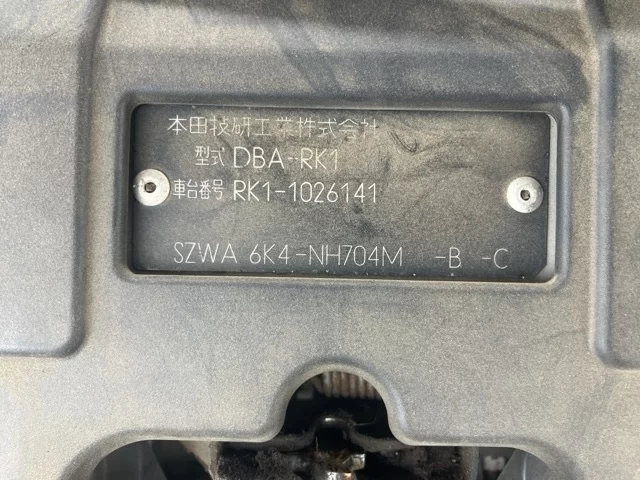 本田技研工業株式会社
型式 DBA-RK1
車台番号 RK1-1026141
SZWA 6K4-NH704M -B -C